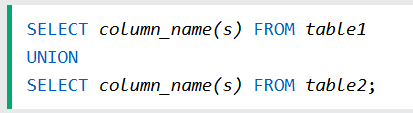 SELECT column_name(s) FROM table1
UNION
SELECT column_name(s) FROM table2;